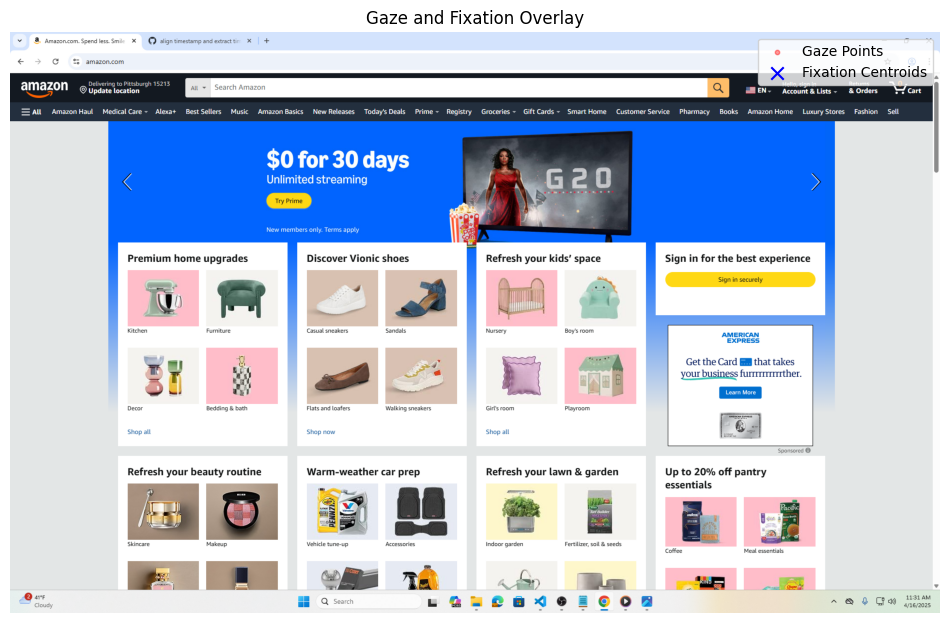 Gaze and Fixation Overlay
Gaze Points
Fixation Centroids
Amazon.com. Spend less. Smile
align timestamp and extract tim
amazon.com
amazon
Delivering to Pittsburgh 15213
Update location
All
Search Amazon
EN
Account & Lists
& Orders
Cart
All Amazon Haul Medical Care Alexa+ Best Sellers Music Amazon Basics New Releases Today's Deals Prime Registry Groceries Gift Cards Smart Home Customer Service Pharmacy Books Amazon Home Luxury Stores Fashion Sell
$0 for 30 days
Unlimited streaming
Try Prime
New members only. Terms apply
G20
Premium home upgrades
Kitchen
Furniture
Decor
Bedding & bath
Shop all
Discover Vionic shoes
Casual sneakers
Sandals
Flats and loafers
Walking sneakers
Shop now
Refresh your kids' space
Nursery
Boy's room
Girl's room
Playroom
Shop all
Sign in for the best experience
Sign in securely
AMERICAN
EXPRESS
Get the Card that takes
your business furrrrrrrrrrther.
Learn More
Sponsored
Refresh your beauty routine
Skincare
Makeup
Warm-weather car prep
Vehicle tune-up
Accessories
Refresh your lawn & garden
Indoor garden
Fertilizer, soil & seeds
Up to 20% off pantry
essentials
Coffee
Meal essentials
2
41°F
Cloudy
Search
11:31 AM
4/16/2025